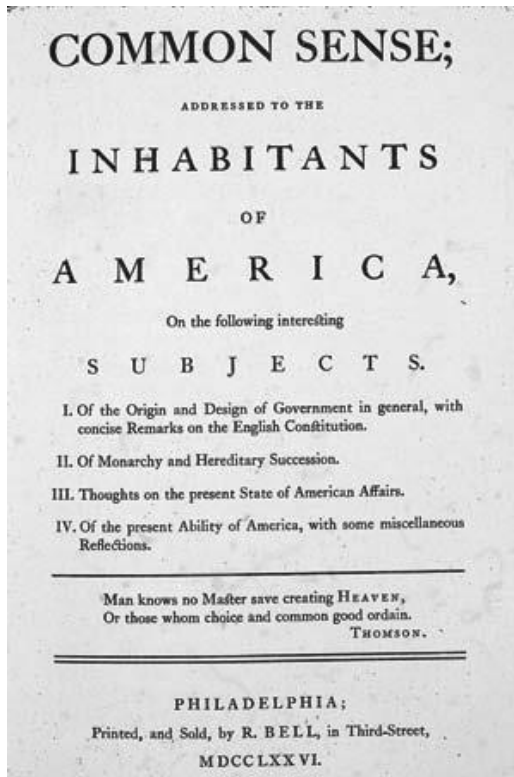 COMMON SENSE;
ADDRESSED TO THE
INHABITANTS
OF
AMERICA,
On the following intereſting
SUBJECTS.
I. Of the Origin and Design of Government in general, with
concise Remarks on the English Conſtitution.
II. Of Monarchy and Hereditary Succession.
III. Thoughts on the present State of American Affairs.
IV. Of the present Ability of America, with some miscellaneous
Reflections.
Man knows no Maſter save creating HEAVEN,
Or those whom choice and common good ordain.
THOMSON.
PHILADELPHIA;
Printed, and Sold, by R. BELL, in Third-Street,
MDCCLXXVI.